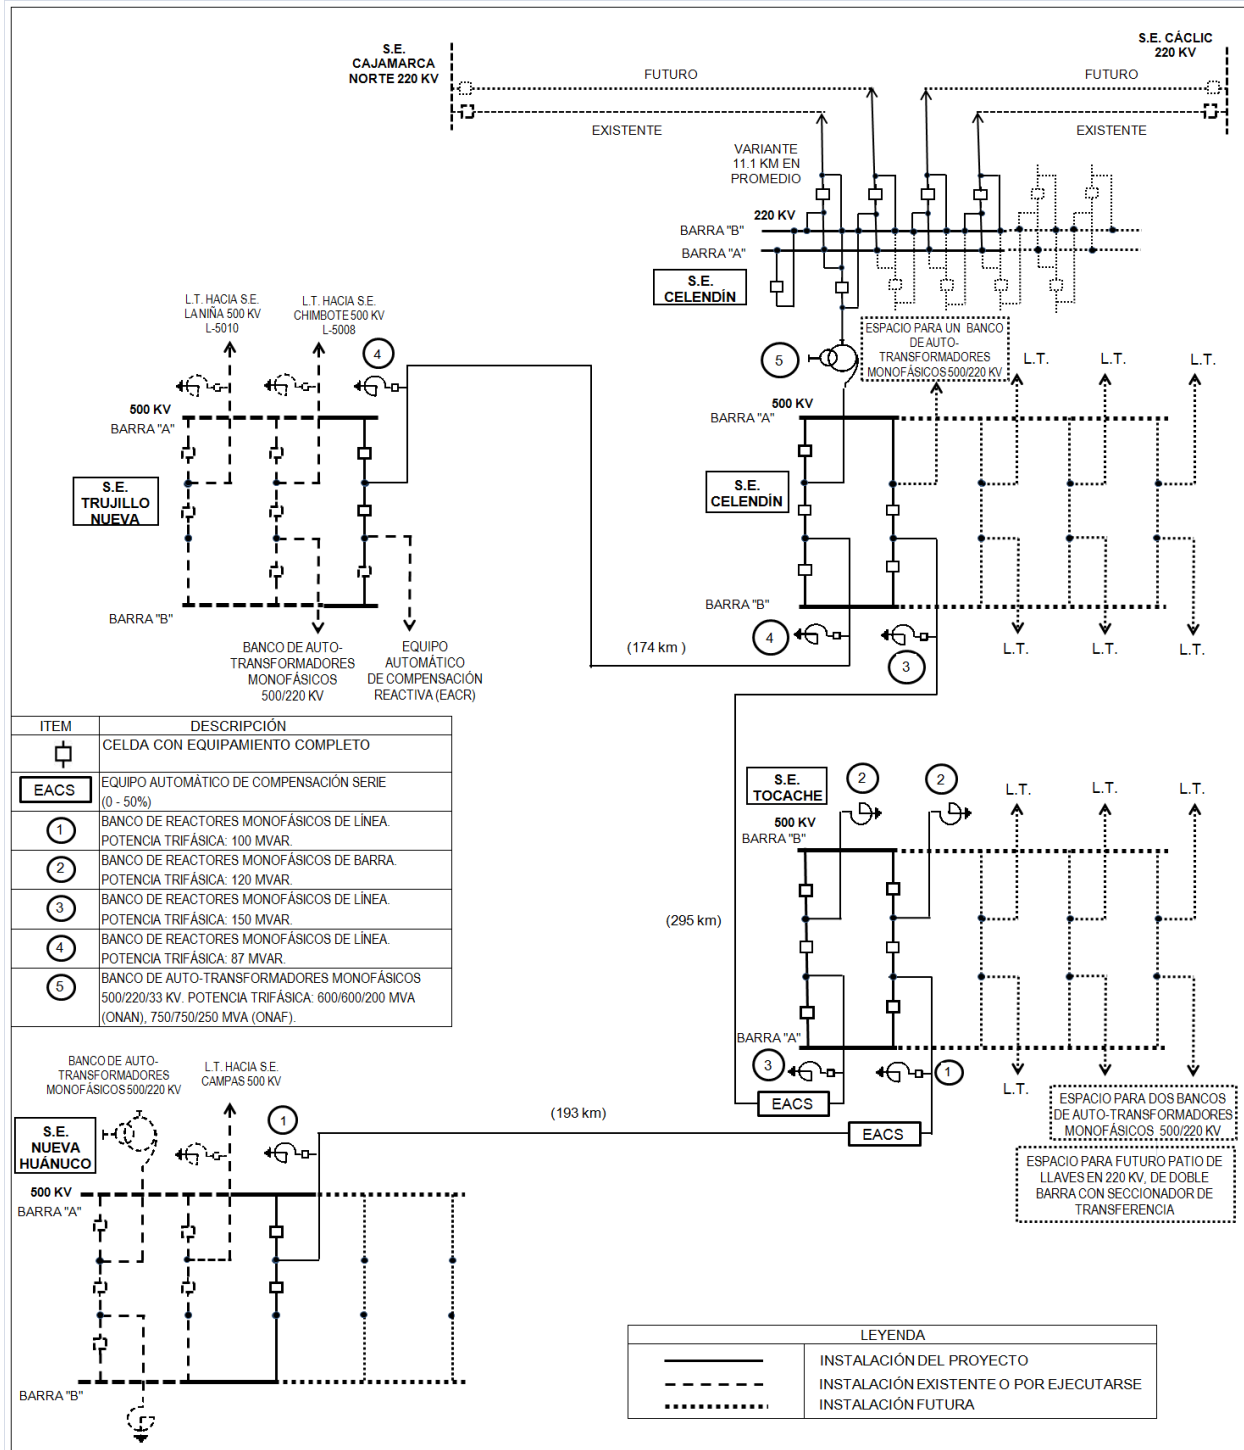 S.E.
CAJAMARCA
NORTE 220 KV
S.E. CÁCLIC
220 KV
FUTURO
FUTURO
EXISTENTE
EXISTENTE
VARIANTE
11.1 KM EN
PROMEDIO
220 KV
BARRA "B"
BARRA "A"
S.E.
CELENDÍN
L.T. HACIA S.E.
LA NIÑA 500 KV
L-5010
L.T. HACIA S.E.
CHIMBOTE 500 KV
L-5008
4
5
ESPACIO PARA UN BANCO
DE AUTO-
TRANSFORMADORES
MONOFÁSICOS 500/220 KV
L.T.
L.T.
L.T.
500 KV
BARRA "A"
500 KV
BARRA "A"
S.E.
TRUJILLO
NUEVA
S.E.
CELENDÍN
BARRA "B"
BARRA "B"
BANCO DE AUTO-
TRANSFORMADORES
MONOFÁSICOS
500/220 KV
EQUIPO
AUTOMÁTICO
DE COMPENSACIÓN
REACTIVA (EACR)
(174 km )
4
3
L.T.
L.T.
L.T.
ITEM
DESCRIPCIÓN
CELDA CON EQUIPAMIENTO COMPLETO
EACS
EQUIPO AUTOMÁTICO DE COMPENSACIÓN SERIE
(0 - 50%)
1
BANCO DE REACTORES MONOFÁSICOS DE LÍNEA.
POTENCIA TRIFÁSICA: 100 MVAR.
2
BANCO DE REACTORES MONOFÁSICOS DE BARRA.
POTENCIA TRIFÁSICA: 120 MVAR.
3
BANCO DE REACTORES MONOFÁSICOS DE LÍNEA.
POTENCIA TRIFÁSICA: 150 MVAR.
4
BANCO DE REACTORES MONOFÁSICOS DE LÍNEA.
POTENCIA TRIFÁSICA: 87 MVAR.
5
BANCO DE AUTO-TRANSFORMADORES MONOFÁSICOS
500/220/33 KV. POTENCIA TRIFÁSICA: 600/600/200 MVA
(ONAN), 750/750/250 MVA (ONAF).
S.E.
TOCACHE
2
2
L.T.
L.T.
L.T.
500 KV
BARRA "B"
(295 km)
BARRA "A"
3
1
EACS
EACS
L.T.
ESPACIO PARA DOS BANCOS
DE AUTO-TRANSFORMADORES
MONOFÁSICOS 500/220 KV
ESPACIO PARA FUTURO PATIO DE
LLAVES EN 220 KV, DE DOBLE
BARRA CON SECCIONADOR DE
TRANSFERENCIA
BANCO DE AUTO-
TRANSFORMADORES
MONOFÁSICOS 500/220 KV
L.T. HACIA S.E.
CAMPAS 500 KV
1
(193 km)
S.E.
NUEVA
HUÁNUCO
500 KV
BARRA "A"
BARRA "B"
LEYENDA
INSTALACIÓN DEL PROYECTO
INSTALACIÓN EXISTENTE O POR EJECUTARSE
INSTALACIÓN FUTURA